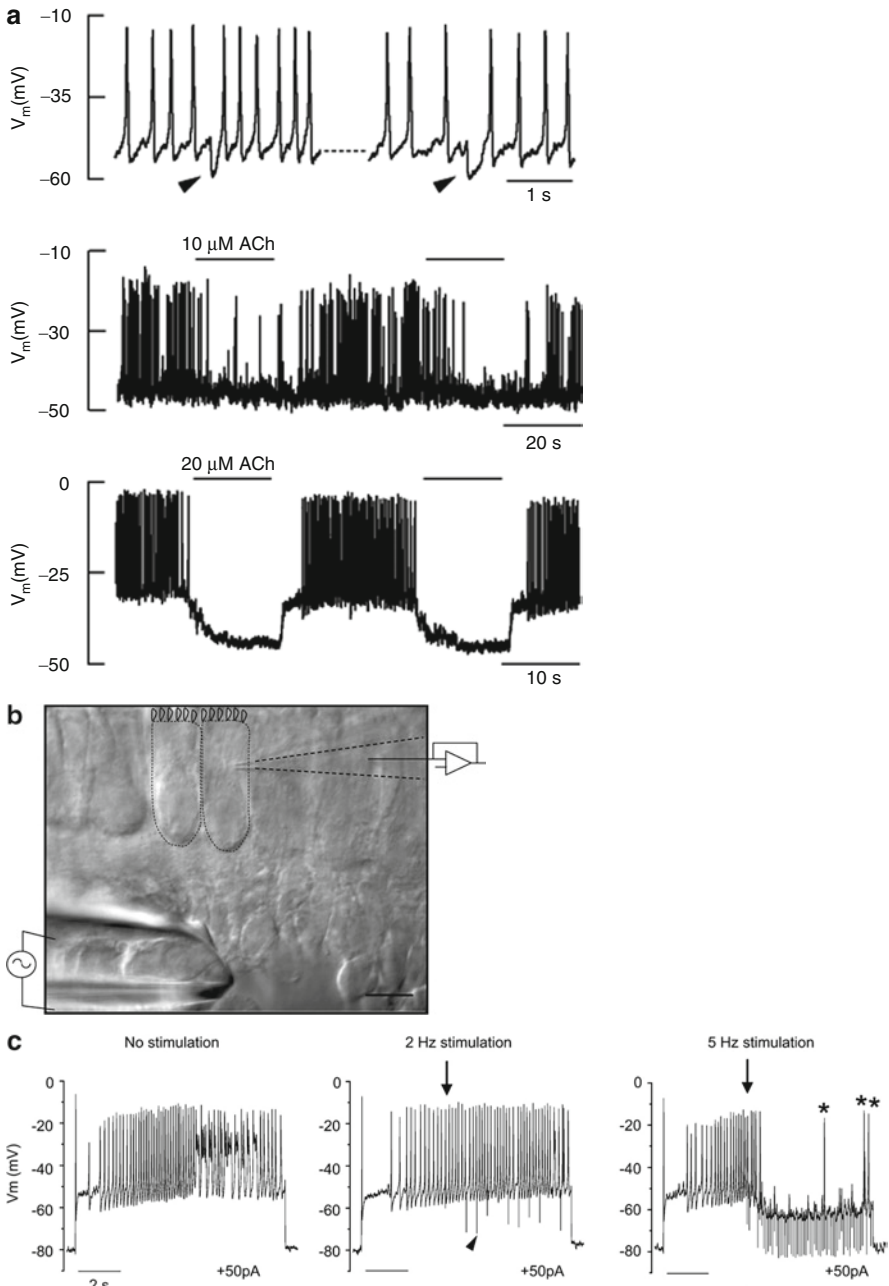 a
−10
−35
−60
Vm(mV)
1 s
10 μM ACh
−10
−30
−50
Vm(mV)
20 s
20 μM ACh
0
−25
−50
Vm(mV)
10 s
b
c
No stimulation
2 Hz stimulation
5 Hz stimulation
0
-20
-40
-60
-80
Vm (mV)
2 s
+50pA
0
-20
-40
-60
-80
+50pA
0
-20
-40
-60
-80
+50pA
* * *